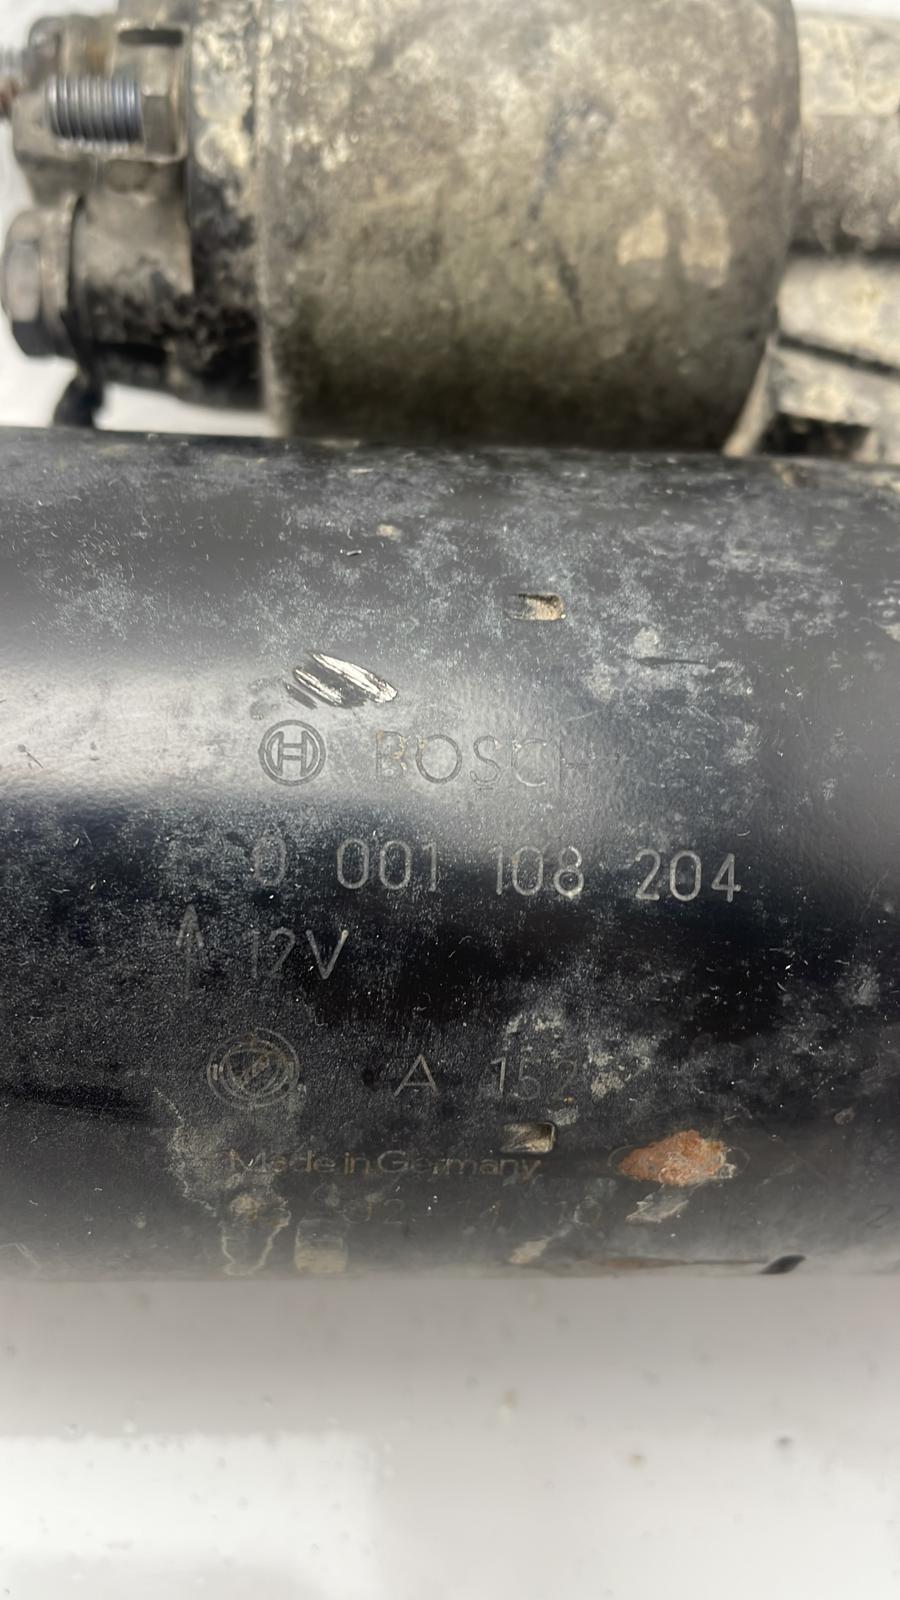 BOSCH
0 001 108 204
12V
A 152
Made in Germany